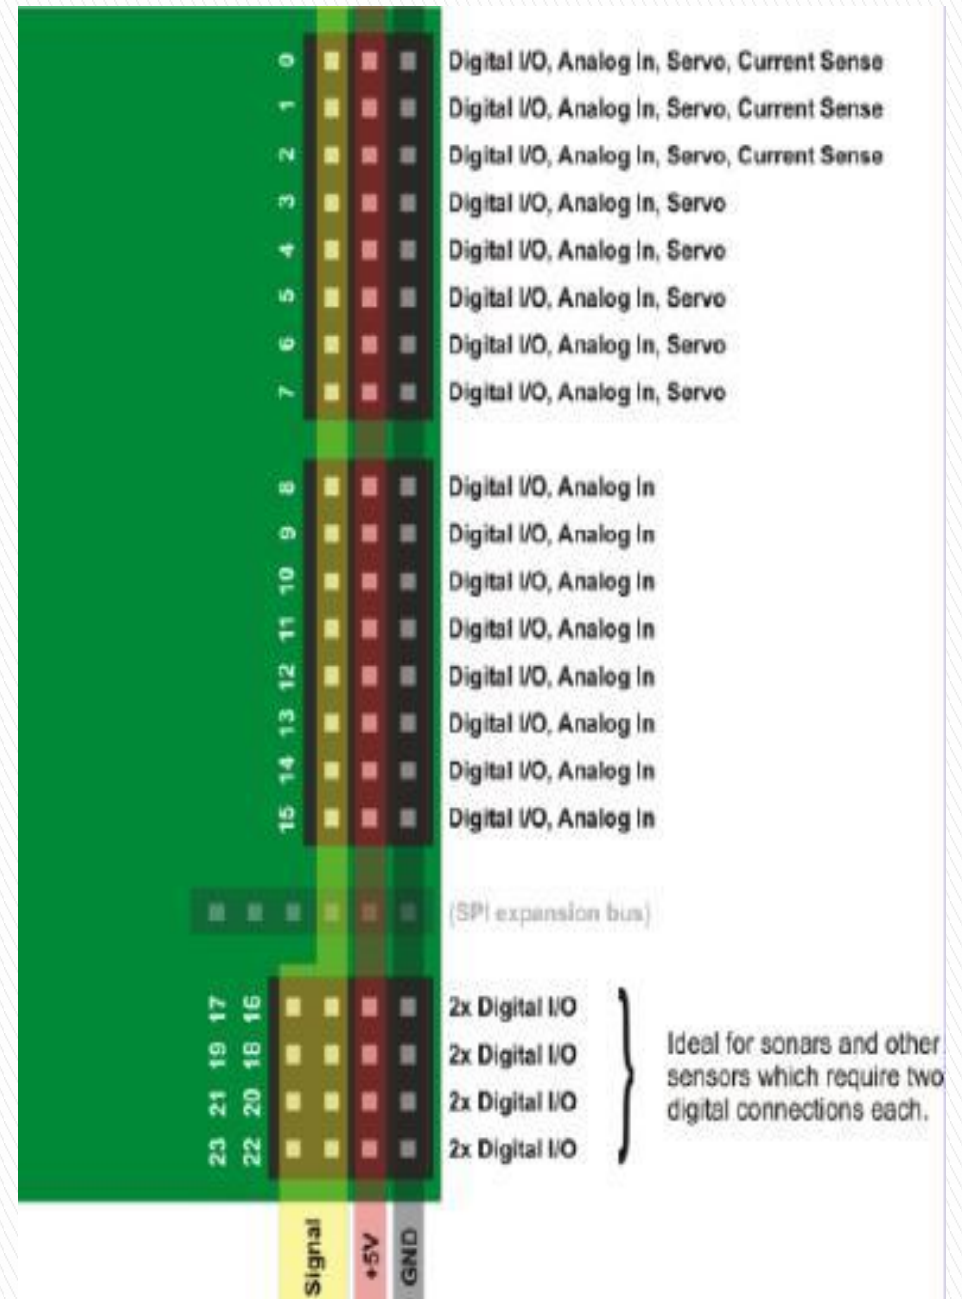 0 Digital I/O, Analog In, Servo, Current Sense
1 Digital I/O, Analog In, Servo, Current Sense
2 Digital I/O, Analog In, Servo, Current Sense
3 Digital I/O, Analog In, Servo
4 Digital I/O, Analog In, Servo
5 Digital I/O, Analog In, Servo
6 Digital I/O, Analog In, Servo
7 Digital I/O, Analog In, Servo
8 Digital I/O, Analog In
9 Digital I/O, Analog In
10 Digital I/O, Analog In
11 Digital I/O, Analog In
12 Digital I/O, Analog In
13 Digital I/O, Analog In
14 Digital I/O, Analog In
15 Digital I/O, Analog In
(SPI expansion bus)
17 16 2x Digital I/O
19 18 2x Digital I/O
21 20 2x Digital I/O
23 22 2x Digital I/O
Ideal for sonars and other
sensors which require two
digital connections each.
Signal
+5V
GND